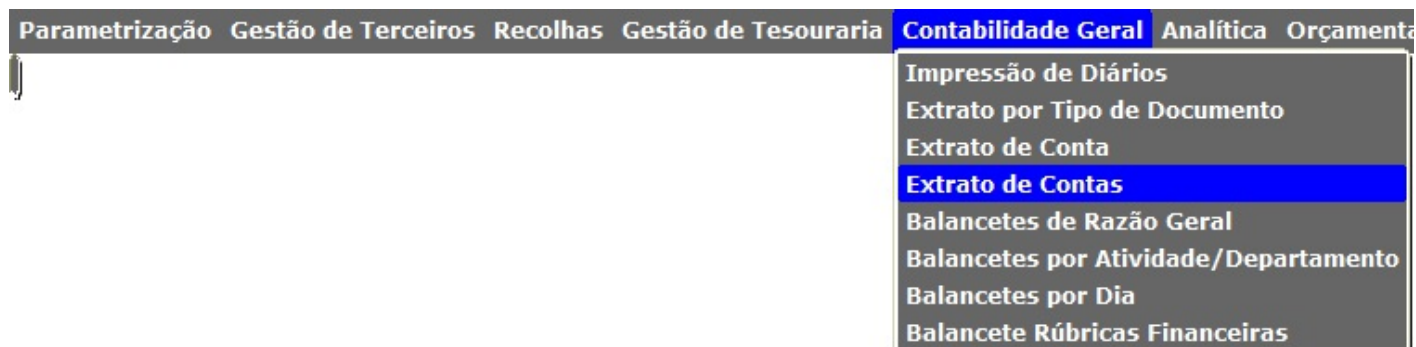 Parametrização Gestão de Terceiros Recolhas Gestão de Tesouraria Contabilidade Geral Analítica Orçamenta
Impressão de Diários
Extrato por Tipo de Documento
Extrato de Conta
Extrato de Contas
Balancetes de Razão Geral
Balancetes por Atividade/Departamento
Balancetes por Dia
Balancete Rúbricas Financeiras